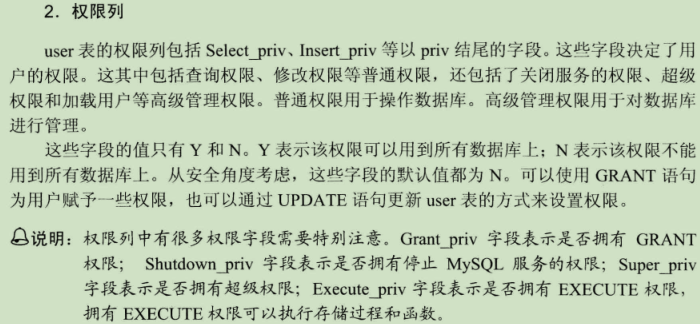 2．权限列
user 表的权限列包括 Select_priv、Insert_priv 等以 priv 结尾的字段。这些字段决定了用
户的权限。这其中包括查询权限、修改权限等普通权限，还包括了关闭服务的权限、超级
权限和加载用户等高级管理权限。普通权限用于操作数据库。高级管理权限用于对数据库
进行管理。
这些字段的值只有 Y 和 N。Y 表示该权限可以用到所有数据库上；N 表示该权限不能
用到所有数据库上。从安全角度考虑，这些字段的默认值都为 N。可以使用 GRANT 语句
为用户赋予一些权限，也可以通过 UPDATE 语句更新 user 表的方式来设置权限。
说明：权限列中有很多权限字段需要特别注意。Grant_priv 字段表示是否拥有 GRANT
权限； Shutdown_priv 字段表示是否拥有停止 MySQL 服务的权限；Super_priv
字段表示是否拥有超级权限；Execute_priv 字段表示是否拥有 EXECUTE 权限，
拥有 EXECUTE 权限可以执行存储过程和函数。